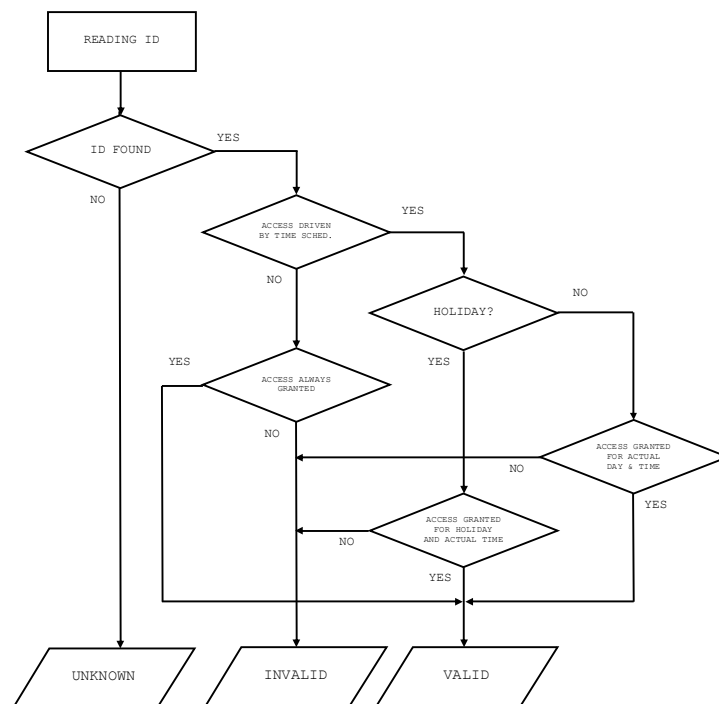 READING ID
ID FOUND
YES
NO
ACCESS DRIVEN
BY TIME SCHED.
YES
NO
HOLIDAY?
NO
YES
YES
ACCESS ALWAYS
GRANTED
NO
ACCESS GRANTED
FOR ACTUAL
DAY & TIME
NO
YES
ACCESS GRANTED
FOR HOLIDAY
AND ACTUAL TIME
NO
YES
UNKNOWN
INVALID
VALID